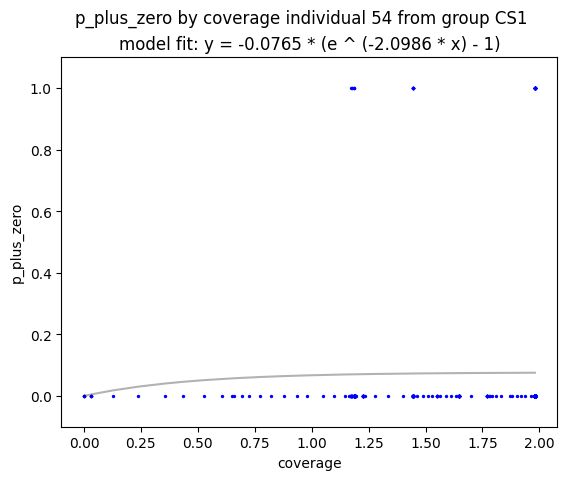 p_plus_zero by coverage individual 54 from group CS1
model fit: y = -0.0765 * (e ^ (-2.0986 * x) - 1)
1.0
0.8
0.6
0.4
0.2
0.0
p_plus_zero
0.00 0.25 0.50 0.75 1.00 1.25 1.50 1.75 2.00
coverage